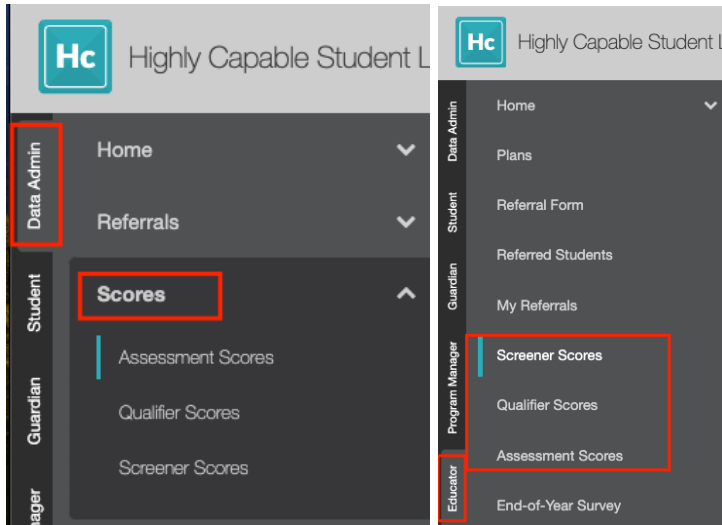 Hc Highly Capable Student L
Data Admin
Student
Guardian
Home
Referrals
Scores
Assessment Scores
Qualifier Scores
Screener Scores
Hc Highly Capable Student L
Data Admin
Student
Guardian
Program Manager
Educator
Home
Plans
Referral Form
Referred Students
My Referrals
Screener Scores
Qualifier Scores
Assessment Scores
End-of-Year Survey